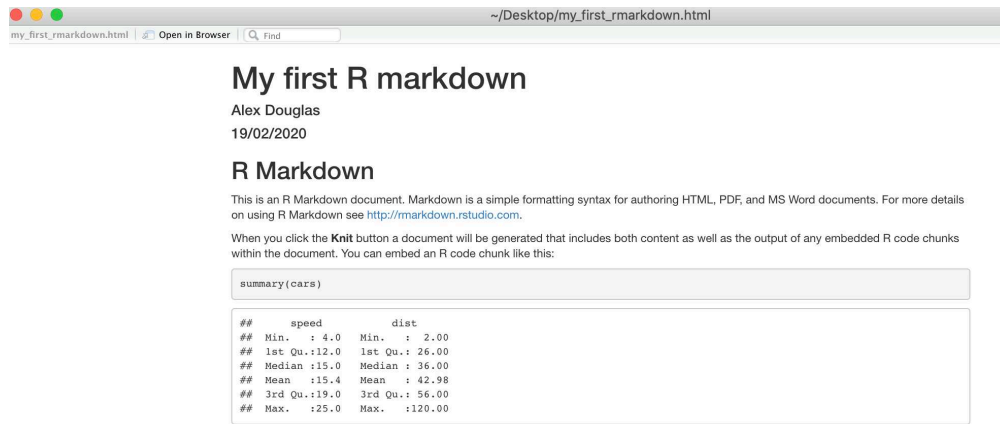 ~/Desktop/my_first_rmarkdown.html
my_first_rmarkdown.html Open in Browser Find
My first R markdown
Alex Douglas
19/02/2020
R Markdown
This is an R Markdown document. Markdown is a simple formatting syntax for authoring HTML, PDF, and MS Word documents. For more details
on using R Markdown see http://rmarkdown.rstudio.com.
When you click the Knit button a document will be generated that includes both content as well as the output of any embedded R code chunks
within the document. You can embed an R code chunk like this:
summary(cars)
##      speed           dist
##  Min.   : 4.0   Min.   :  2.00
##  1st Qu.:12.0   1st Qu.: 26.00
##  Median :15.0   Median : 36.00
##  Mean   :15.4   Mean   : 42.98
##  3rd Qu.:19.0   3rd Qu.: 56.00
##  Max.   :25.0   Max.   :120.00